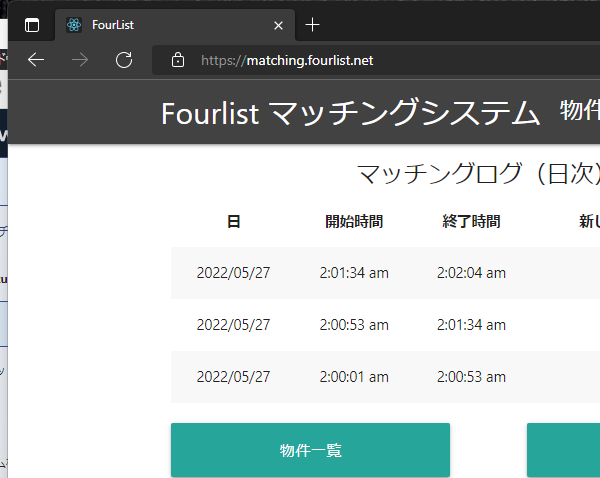 FourList
https://matching.fourlist.net
Fourlist マッチングシステム 物件
マッチングログ（日次）
日 開始時間 終了時間 新し
2022/05/27 2:01:34 am 2:02:04 am
2022/05/27 2:00:53 am 2:01:34 am
2022/05/27 2:00:01 am 2:00:53 am
物件一覧